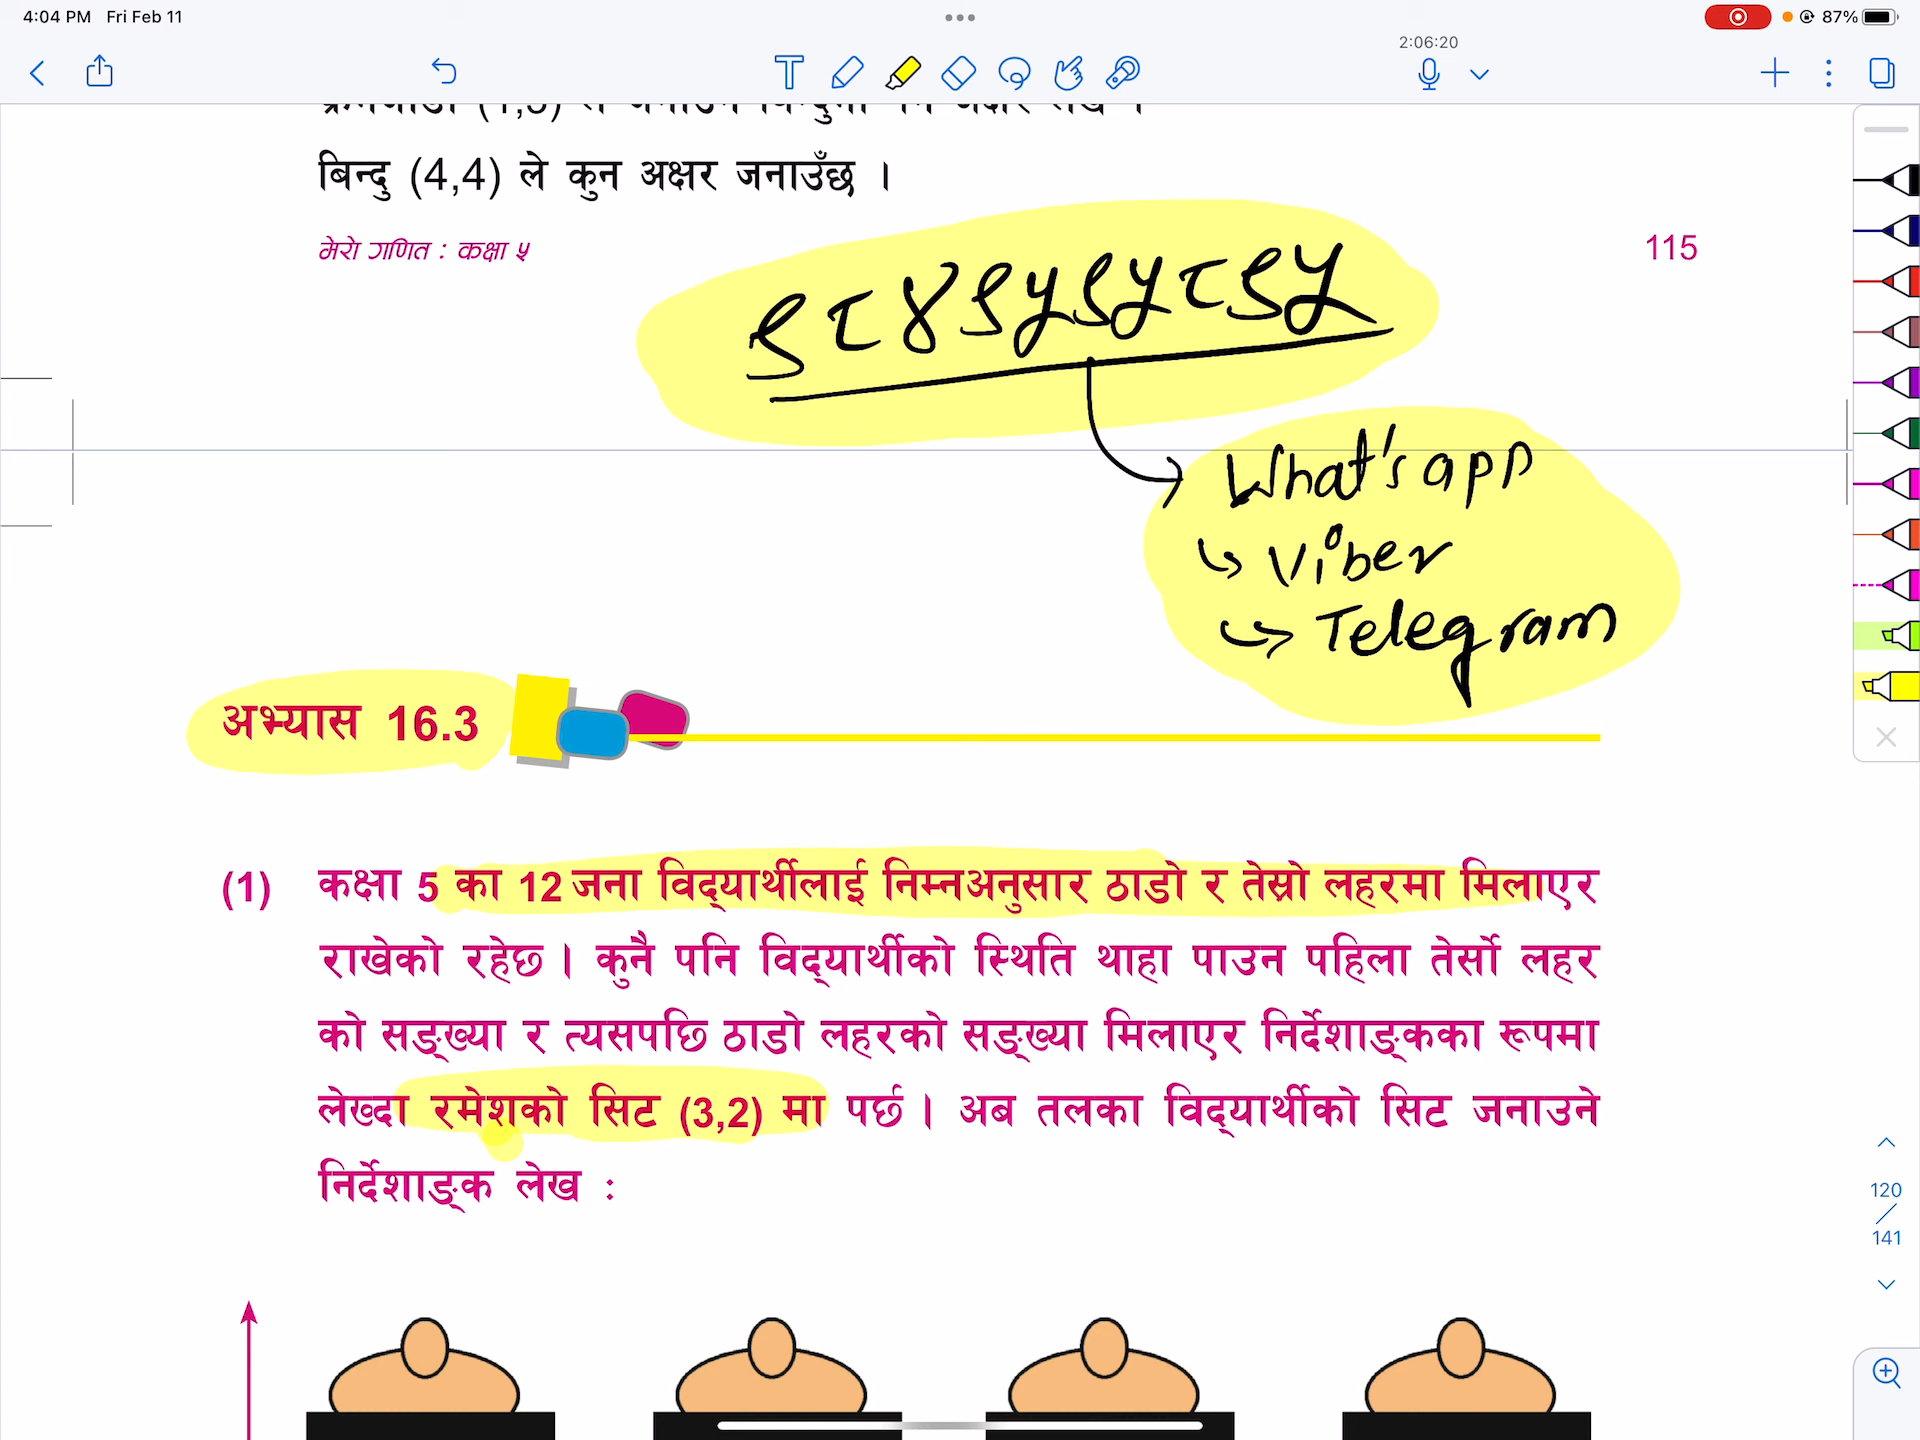 4:04 PM Fri Feb 11
87%
2:06:20
बिन्दु (4,4) ले कुन अक्षर जनाउँछ ।
मेरो गणित : कक्षा ५
115
९८४९५९५८९५
What's app
Viber
Telegram
अभ्यास 16.3
(1) कक्षा 5 का 12 जना विद्यार्थीलाई निम्नअनुसार ठाडो र तेस्रो लहरमा मिलाएर
राखेको रहेछ । कुनै पनि विद्यार्थीको स्थिति थाहा पाउन पहिला तेर्सो लहर
को सङ्ख्या र त्यसपछि ठाडो लहरको सङ्ख्या मिलाएर निर्देशाङ्कका रूपमा
लेख्दा रमेशको सिट (3,2) मा पर्छ । अब तलका विद्यार्थीको सिट जनाउने
निर्देशाङ्क लेख :
120
/
141